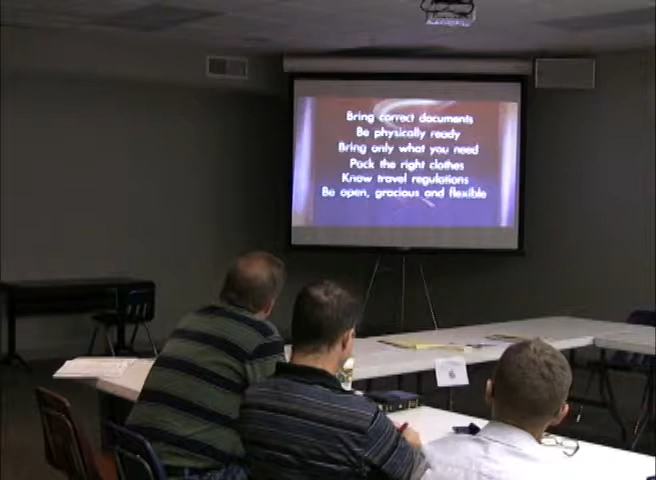 Bring correct documents
Be physically ready
Bring only what you need
Pack the right clothes
Know travel regulations
Be open, gracious and flexible